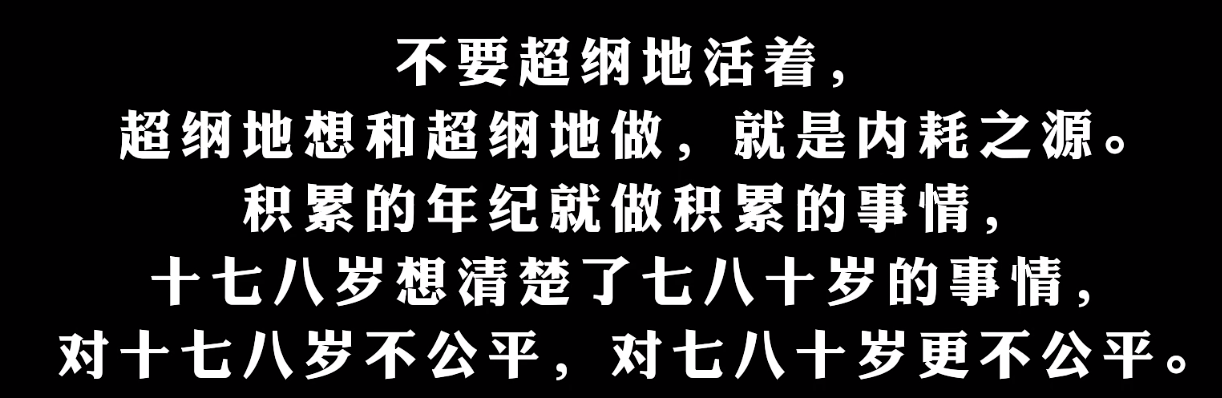 不要超纲地活着，
超纲地想和超纲地做，就是内耗之源。
积累的年纪就做积累的事情，
十七八岁想清楚了七八十岁的事情，
对十七八岁不公平，对七八十岁更不公平。